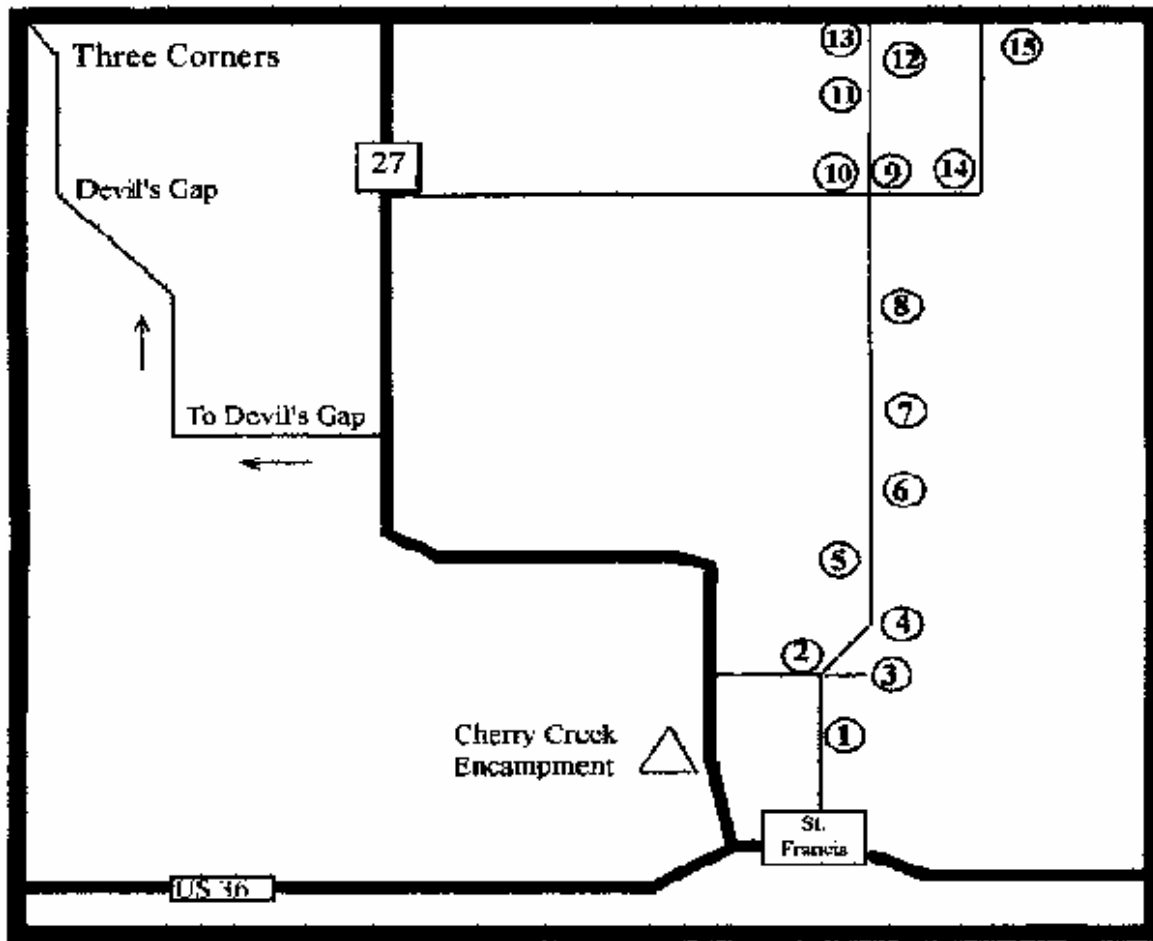 Three Corners
13
12
15
11
27
10
9
14
Devil's Gap
8
To Devil's Gap
7
6
5
4
2
3
Cherry Creek
Encampment
1
St.
Francis
US 36